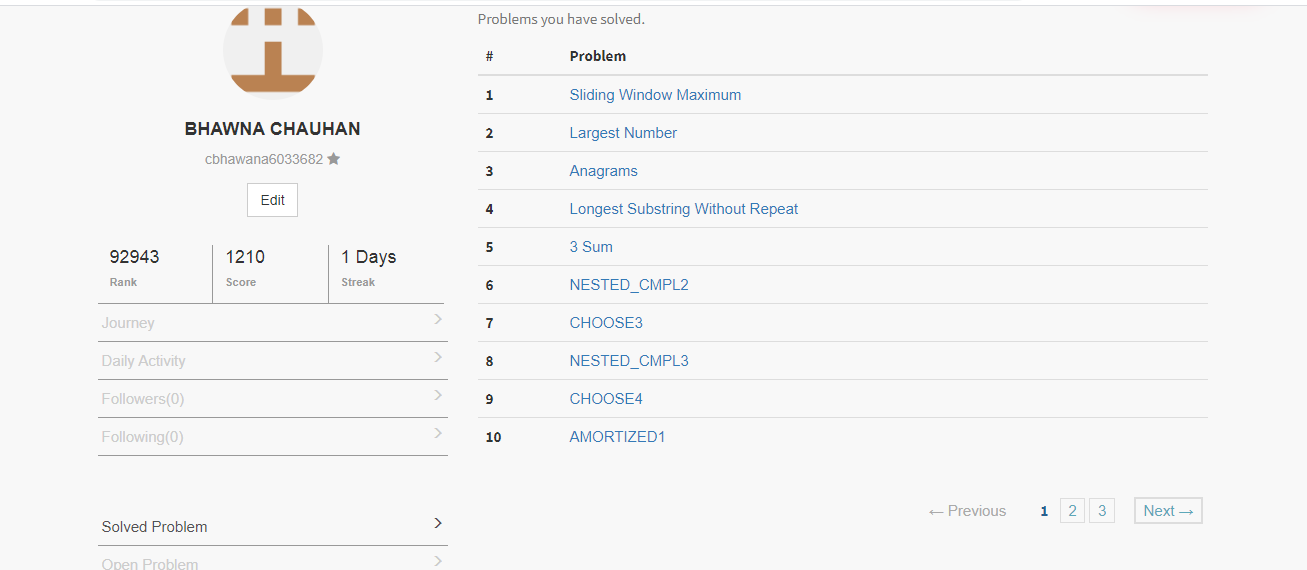 BHAWNA CHAUHAN
cbhawana6033682
Edit
92943 1210 1 Days
Rank Score Streak
Journey
Daily Activity
Followers(0)
Following(0)
Solved Problem
Open Problem
Problems you have solved.
# Problem
1 Sliding Window Maximum
2 Largest Number
3 Anagrams
4 Longest Substring Without Repeat
5 3 Sum
6 NESTED_CMPL2
7 CHOOSE3
8 NESTED_CMPL3
9 CHOOSE4
10 AMORTIZED1
← Previous 1 2 3 Next →